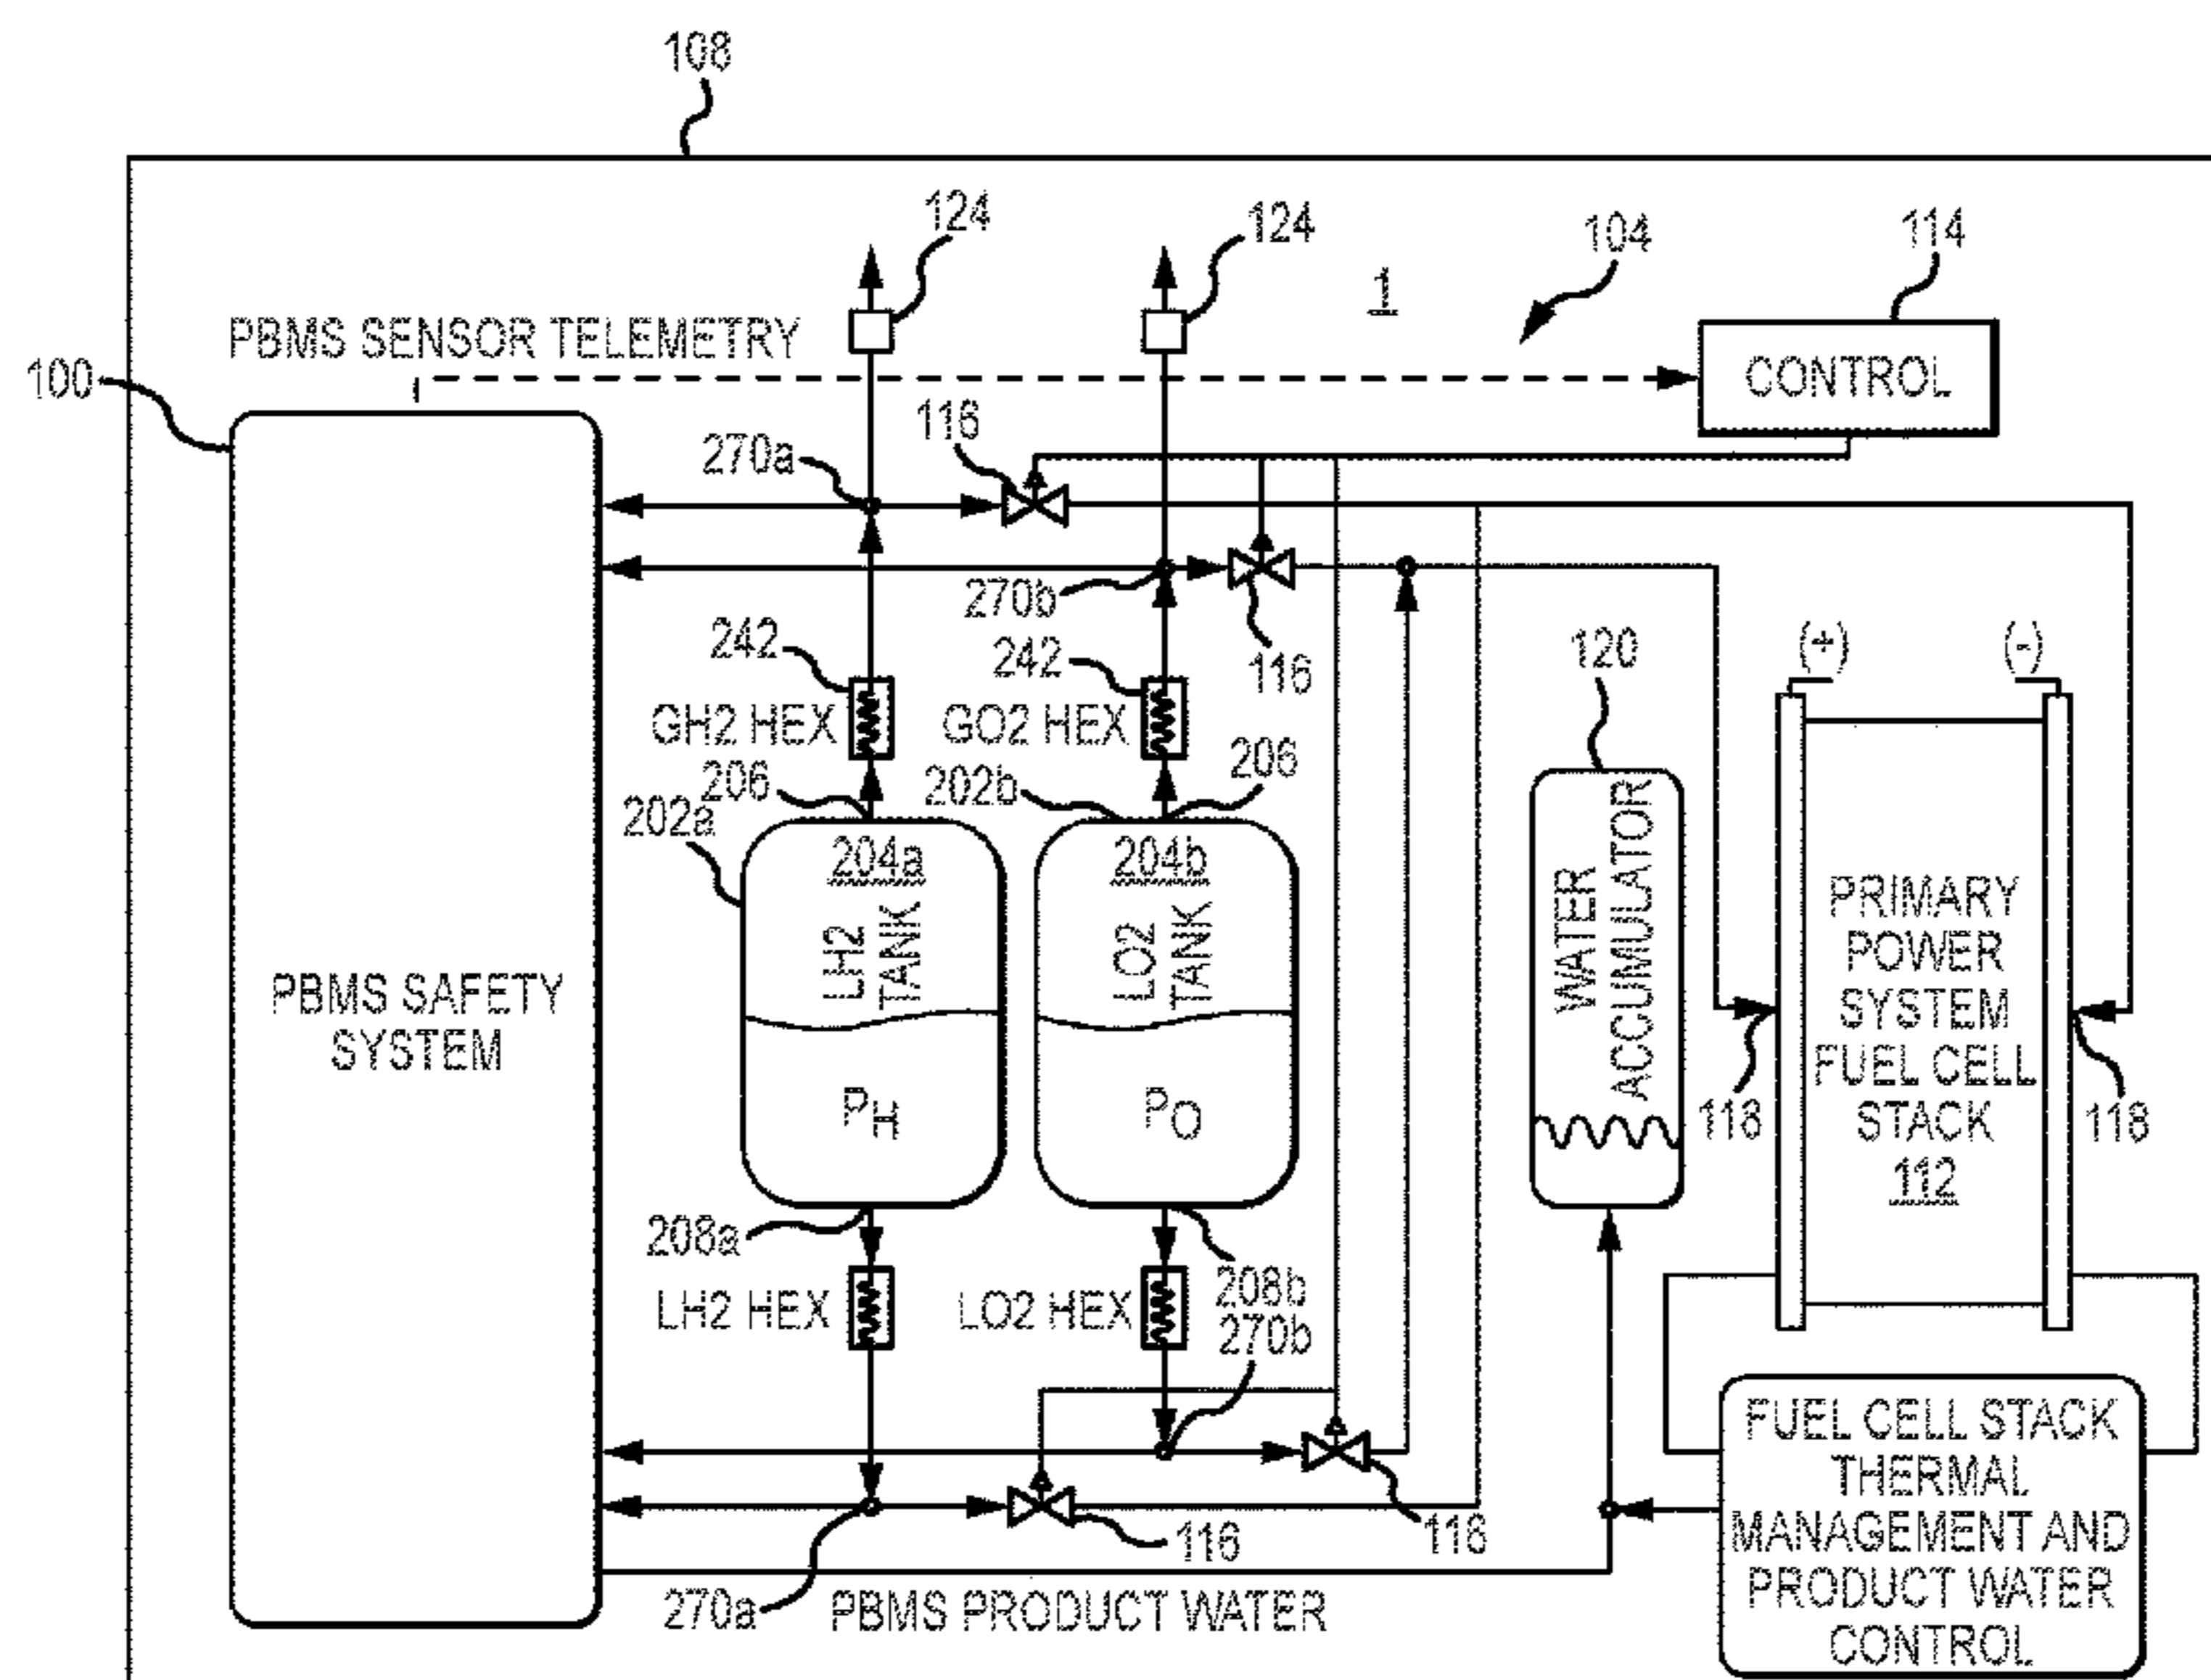 108
124
124
1
104
114
PBMS SENSOR TELEMETRY
CONTROL
100
270a
116
270b
116
242
GH2 HEX
242
GO2 HEX
120
(+)
(-)
206
202a
202b
206
204a
LH2
TANK
PH
204b
LO2
TANK
PO
WATER
ACCUMULATOR
PRIMARY
POWER
SYSTEM
FUEL CELL
STACK
112
118
118
PBMS SAFETY
SYSTEM
208a
208b
LH2 HEX
LO2 HEX
270b
116
116
270a
PBMS PRODUCT WATER
FUEL CELL STACK
THERMAL
MANAGEMENT AND
PRODUCT WATER
CONTROL